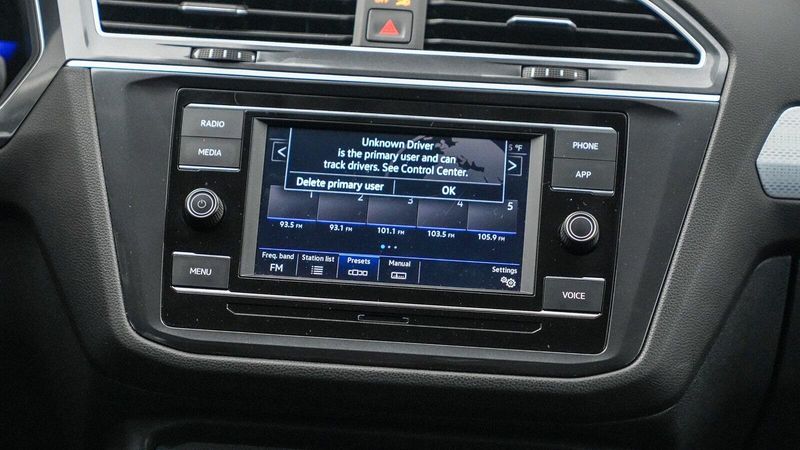 OFF
RADIO
MEDIA
Unknown Driver
is the primary user and can
track drivers. See Control Center.
Delete primary user
OK
5 °F
PHONE
APP
1
2
3
4
5
93.5 FM
93.1 FM
101.1 FM
103.5 FM
105.9 FM
Freq. band
FM
Station list
Presets
Manual
Settings
MENU
VOICE